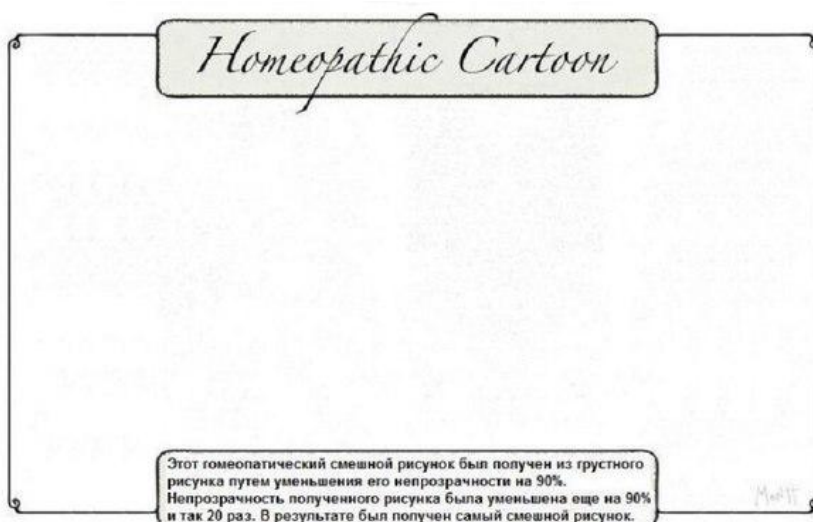 Homeopathic Cartoon
Этот гомеопатический смешной рисунок был получен из грустного
рисунка путем уменьшения его непрозрачности на 90%.
Непрозрачность полученного рисунка была уменьшена еще на 90%
и так 20 раз. В результате был получен самый смешной рисунок.